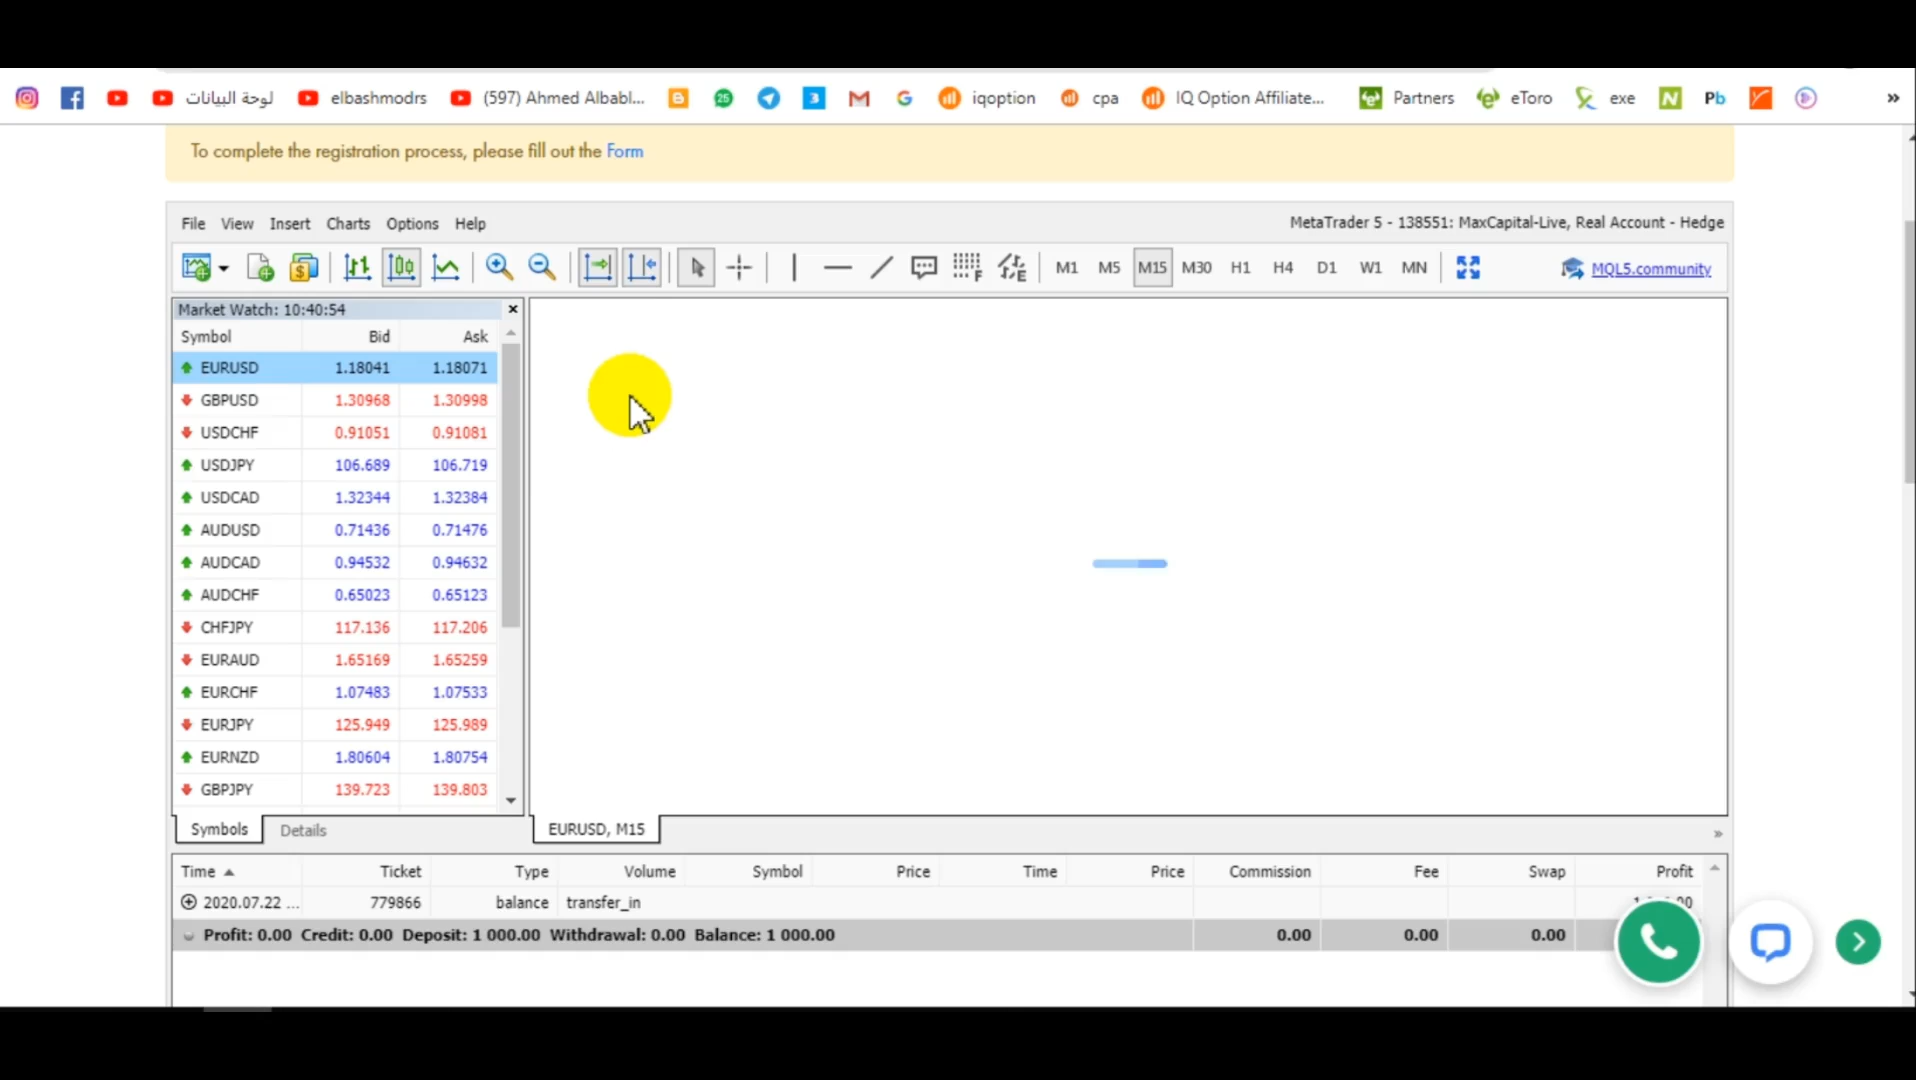 لوحة البيانات elbashmodrs (597) Ahmed Albabl... iqoption cpa IQ Option Affiliate... Partners eToro exe Pb »
To complete the registration process, please fill out the Form
File View Insert Charts Options Help MetaTrader 5 - 138551: MaxCapital-Live, Real Account - Hedge
M1 M5 M15 M30 H1 H4 D1 W1 MN MQL5.community
Market Watch: 10:40:54
Symbol Bid Ask
EURUSD 1.18041 1.18071
GBPUSD 1.30968 1.30998
USDCHF 0.91051 0.91081
USDJPY 106.689 106.719
USDCAD 1.32344 1.32384
AUDUSD 0.71436 0.71476
AUDCAD 0.94532 0.94632
AUDCHF 0.65023 0.65123
CHFJPY 117.136 117.206
EURAUD 1.65169 1.65259
EURCHF 1.07483 1.07533
EURJPY 125.949 125.989
EURNZD 1.80604 1.80754
GBPJPY 139.723 139.803
Symbols Details EURUSD, M15 »
Time Ticket Type Volume Symbol Price Time Price Commission Fee Swap Profit
2020.07.22 ... 779866 balance transfer_in
Profit: 0.00 Credit: 0.00 Deposit: 1 000.00 Withdrawal: 0.00 Balance: 1 000.00 0.00 0.00 0.00